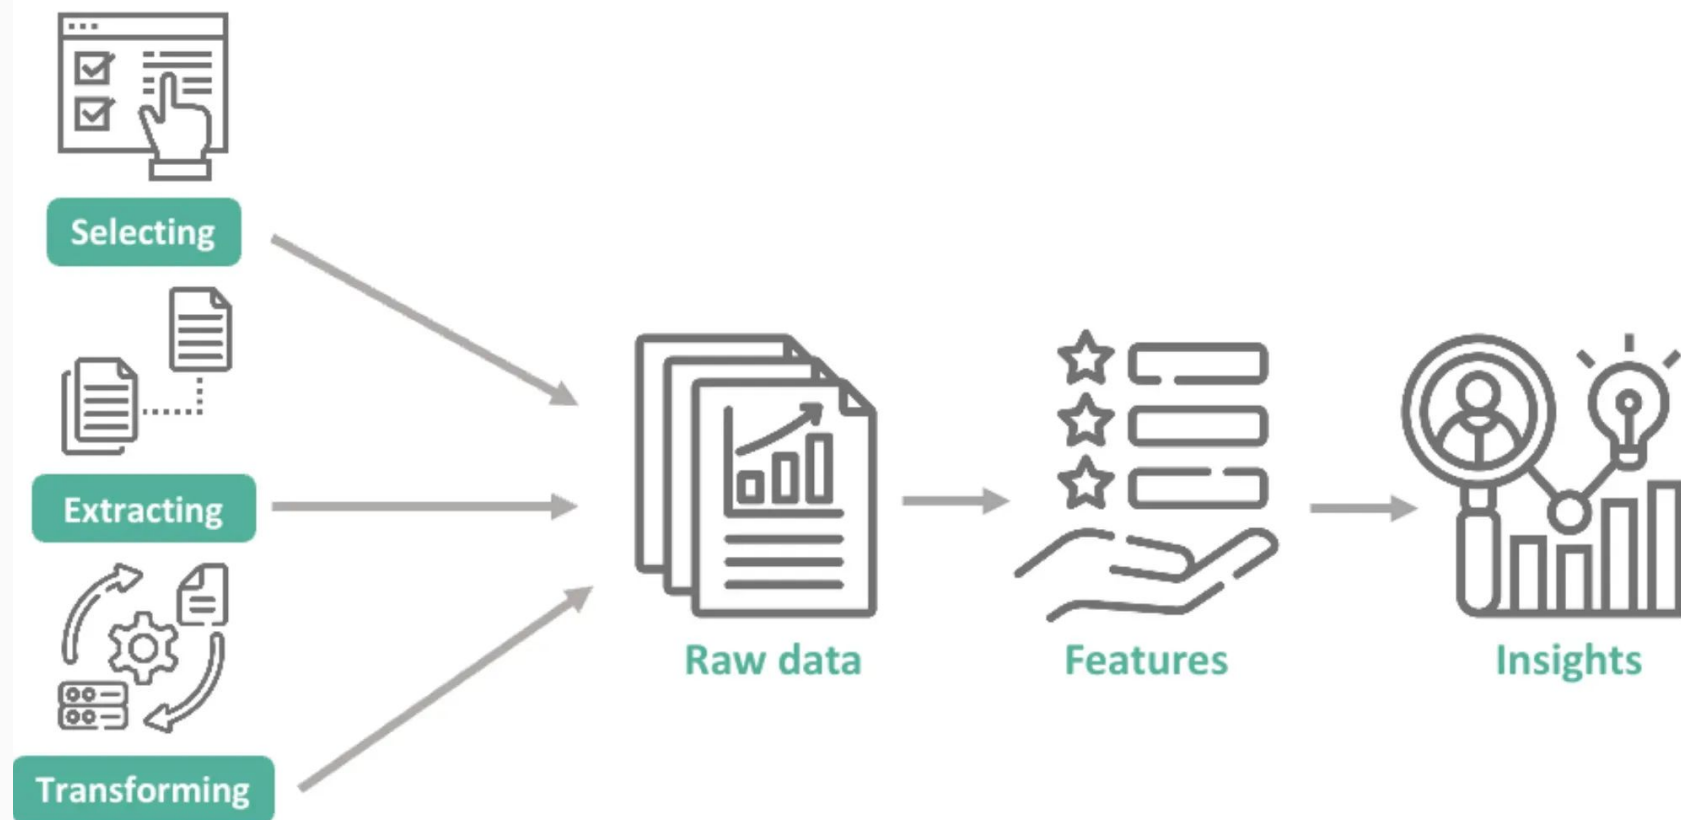 Selecting
Extracting
Transforming
Raw data
Features
Insights